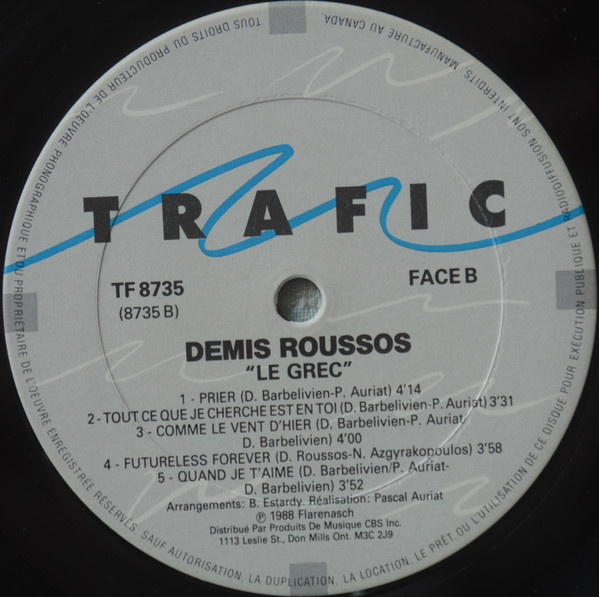 TRAFIC
TF 8735
(8735 B)
FACE B
DEMIS ROUSSOS
"LE GREC"
1 - PRIER (D. Barbelivien-P. Auriat) 4'14
2 - TOUT CE QUE JE CHERCHE EST EN TOI (D. Barbelivien-P. Auriat) 3'31
3 - COMME LE VENT D'HIER (D. Barbelivien-P. Auriat,
D. Barbelivien) 4'00
4 - FUTURELESS FOREVER (D. Roussos-N. Azgyrakopoulos) 3'58
5 - QUAND JE T'AIME (D. Barbelivien/P. Auriat-
D. Barbelivien) 3'52
Arrangements: B. Estardy. Réalisation: Pascal Auriat
℗ 1988 Flarenasch
Distribué Par Produits De Musique CBS Inc.
1113 Leslie St., Don Mills Ont. M3C 2J9
TOUS DROITS DU PRODUCTEUR DE L'OEUVRE PHONOGRAPHIQUE ET DU PROPRIÉTAIRE DE L'OEUVRE ENREGISTRÉE RÉSERVÉS. SAUF AUTORISATION, LA DUPLICATION, LA LOCATION, LE PRÊT, OU L'UTILISATION DE CE DISQUE POUR EXÉCUTION PUBLIQUE ET RADIODIFFUSION SONT INTERDITS MANUFACTURÉ AU CANADA